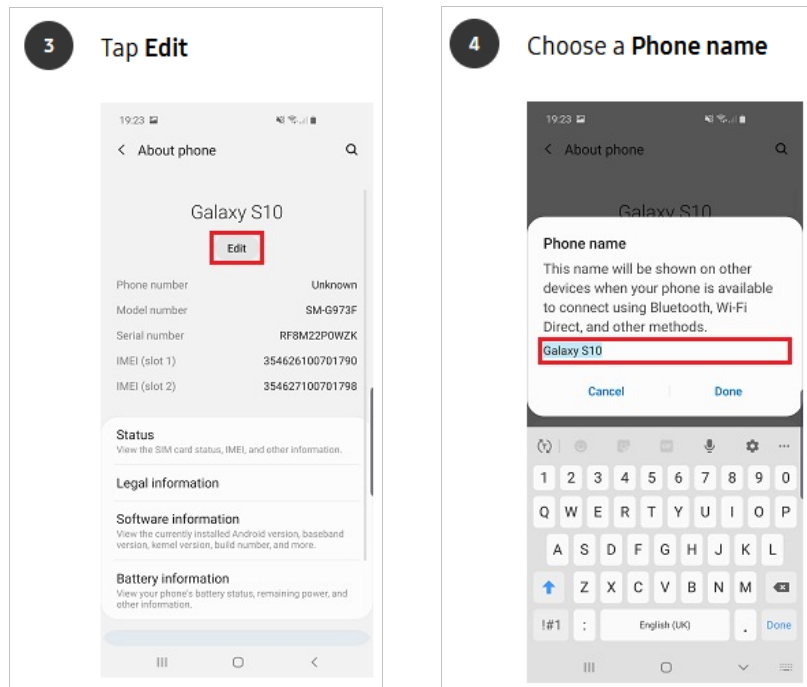 3 Tap Edit
19:23
About phone
Galaxy S10
Edit
Phone number Unknown
Model number SM-G973F
Serial number RF8M22P0WZK
IMEI (slot 1) 354626100701790
IMEI (slot 2) 354627100701798
Status
View the SIM card status, IMEI, and other information.
Legal information
Software information
View the currently installed Android version, baseband
version, kernel version, build number, and more.
Battery information
View your phone's battery status, remaining power, and
other information.
4 Choose a Phone name
19:23
About phone
Galaxy S10
Phone name
This name will be shown on other
devices when your phone is available
to connect using Bluetooth, Wi-Fi
Direct, and other methods.
Galaxy S10
Cancel Done
1 2 3 4 5 6 7 8 9 0
Q W E R T Y U I O P
A S D F G H J K L
Z X C V B N M
!#1 : English (UK) . Done